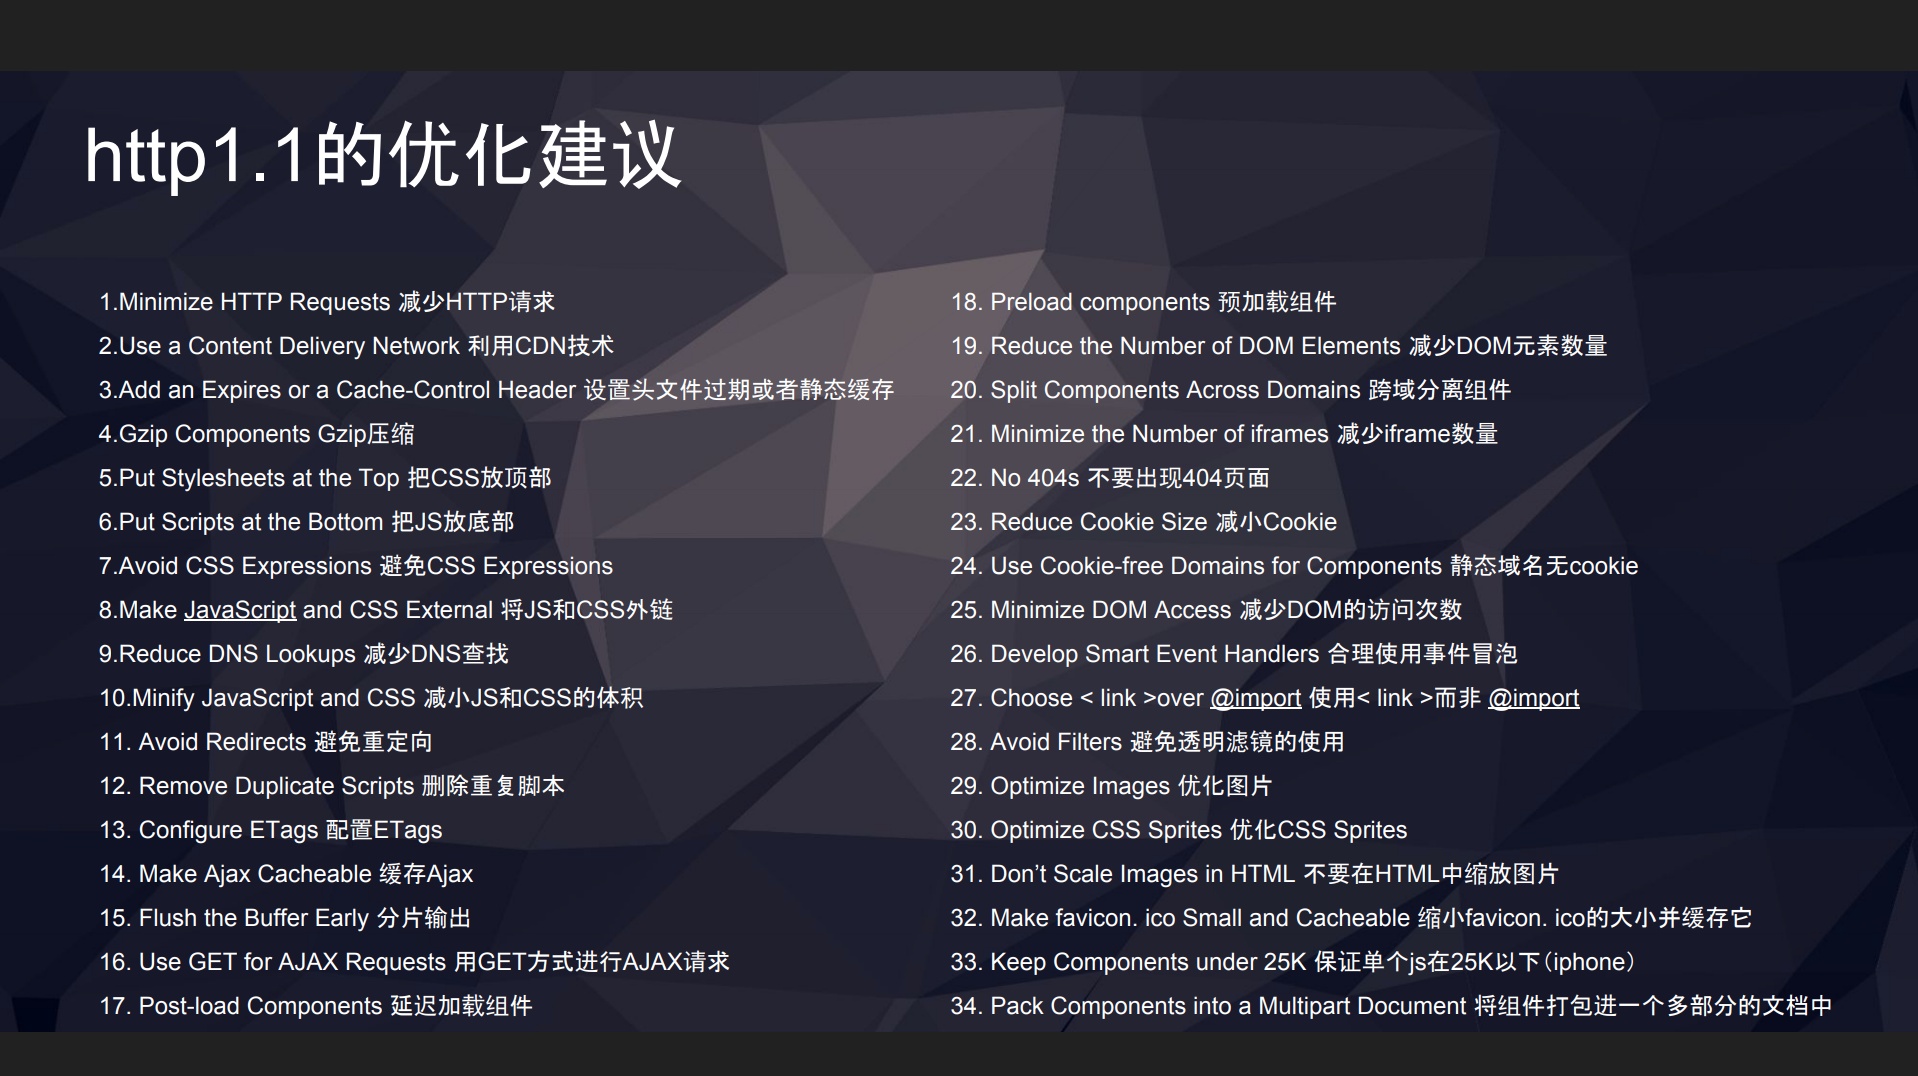 http1.1的优化建议
1.Minimize HTTP Requests 减少HTTP请求
2.Use a Content Delivery Network 利用CDN技术
3.Add an Expires or a Cache-Control Header 设置头文件过期或者静态缓存
4.Gzip Components Gzip压缩
5.Put Stylesheets at the Top 把CSS放顶部
6.Put Scripts at the Bottom 把JS放底部
7.Avoid CSS Expressions 避免CSS Expressions
8.Make JavaScript and CSS External 将JS和CSS外链
9.Reduce DNS Lookups 减少DNS查找
10.Minify JavaScript and CSS 减小JS和CSS的体积
11. Avoid Redirects 避免重定向
12. Remove Duplicate Scripts 删除重复脚本
13. Configure ETags 配置ETags
14. Make Ajax Cacheable 缓存Ajax
15. Flush the Buffer Early 分片输出
16. Use GET for AJAX Requests 用GET方式进行AJAX请求
17. Post-load Components 延迟加载组件
18. Preload components 预加载组件
19. Reduce the Number of DOM Elements 减少DOM元素数量
20. Split Components Across Domains 跨域分离组件
21. Minimize the Number of iframes 减少iframe数量
22. No 404s 不要出现404页面
23. Reduce Cookie Size 减小Cookie
24. Use Cookie-free Domains for Components 静态域名无cookie
25. Minimize DOM Access 减少DOM的访问次数
26. Develop Smart Event Handlers 合理使用事件冒泡
27. Choose < link >over @import 使用< link >而非 @import
28. Avoid Filters 避免透明滤镜的使用
29. Optimize Images 优化图片
30. Optimize CSS Sprites 优化CSS Sprites
31. Don’t Scale Images in HTML 不要在HTML中缩放图片
32. Make favicon. ico Small and Cacheable 缩小favicon. ico的大小并缓存它
33. Keep Components under 25K 保证单个js在25K以下（iphone）
34. Pack Components into a Multipart Document 将组件打包进一个多部分的文档中